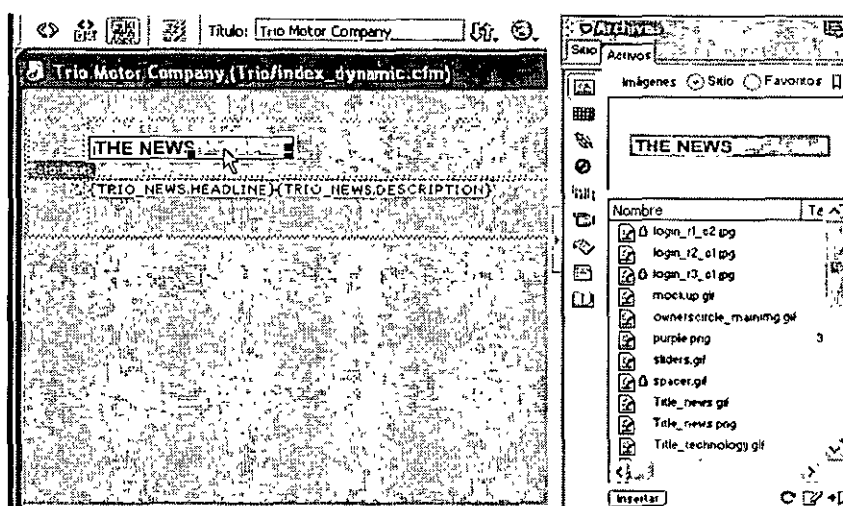 Título: Trio Motor Company
Trio Motor Company (Trio/index_dynamic.cfm)
THE NEWS
{TRIO_NEWS.HEADLINE}{TRIO_NEWS.DESCRIPTION}
Archivos
Sitio Activos
Imágenes: Sitio Favoritos
THE NEWS
Nombre
login_r1_c2.jpg
login_r2_c1.jpg
login_r3_c1.jpg
mockup.gif
ownerscircle_mainimg.gif
purple.png 3
sliders.gif
spacer.gif
Title_news.gif
Title_news.png
Title_technology.gif
Insertar